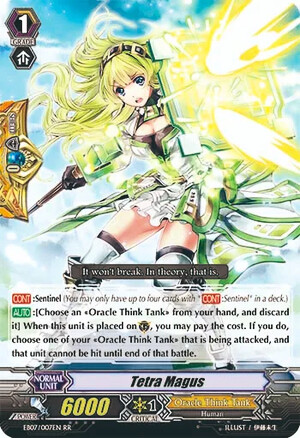 1
GRADE
0
It won't break. In theory, that is.
CONT :Sentinel (You may only have up to four cards with "CONT :Sentinel" in a deck.)
AUTO :[Choose an «Oracle Think Tank» from your hand, and discard
it] When this unit is placed on GC, you may pay the cost. If you do,
choose one of your «Oracle Think Tank» that is being attacked, and
that unit cannot be hit until end of that battle.
NORMAL
UNIT
Tetra Magus
POWER
6000
1
CRITICAL
Oracle Think Tank
Human
EB07/007EN RR
ILLUST / 伊藤未生